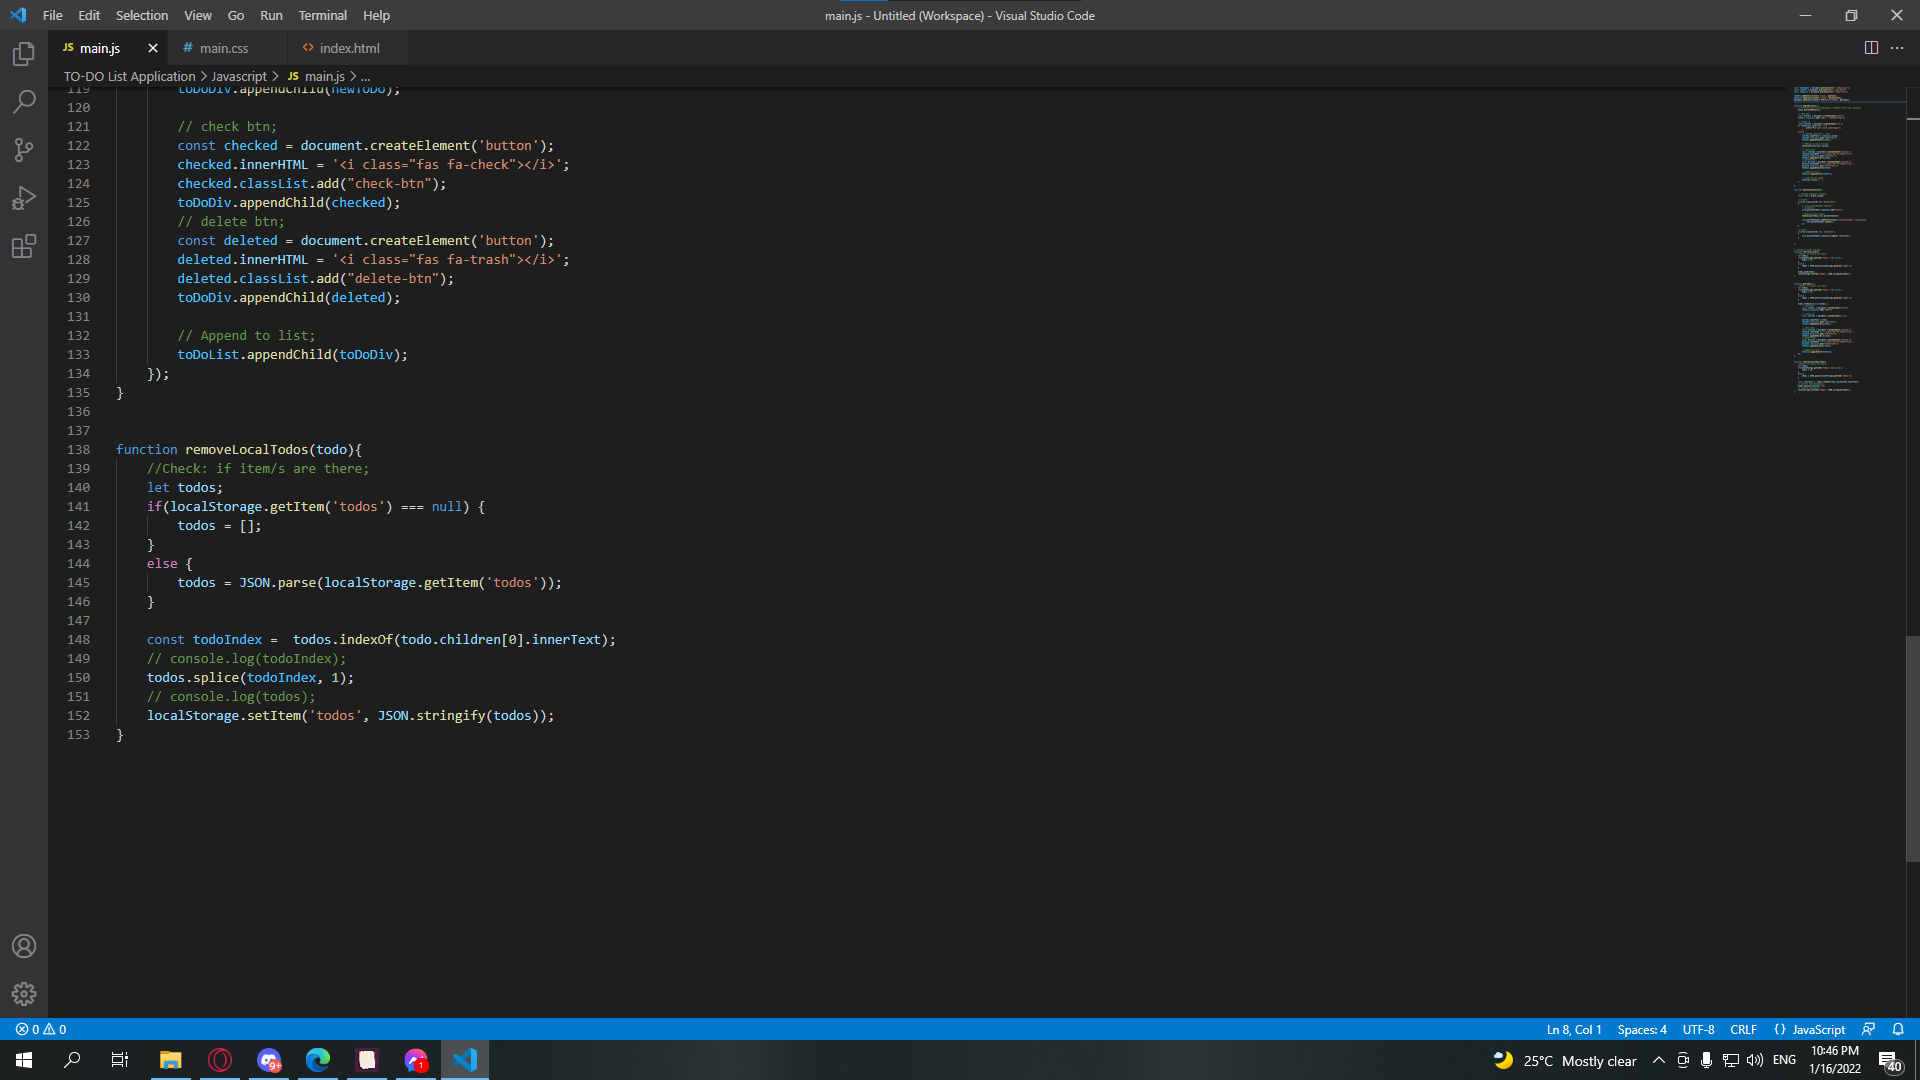 File Edit Selection View Go Run Terminal Help
main.js - Untitled (Workspace) - Visual Studio Code
JS main.js
# main.css
<> index.html
TO-DO List Application > Javascript > JS main.js > ...
119 toDoDiv.appendChild(newToDo);
120
121 // check btn;
122 const checked = document.createElement('button');
123 checked.innerHTML = '<i class="fas fa-check"></i>';
124 checked.classList.add("check-btn");
125 toDoDiv.appendChild(checked);
126 // delete btn;
127 const deleted = document.createElement('button');
128 deleted.innerHTML = '<i class="fas fa-trash"></i>';
129 deleted.classList.add("delete-btn");
130 toDoDiv.appendChild(deleted);
131
132 // Append to list;
133 toDoList.appendChild(toDoDiv);
134 });
135 }
136
137
138 function removeLocalTodos(todo){
139 //Check: if item/s are there;
140 let todos;
141 if(localStorage.getItem('todos') === null) {
142 todos = [];
143 }
144 else {
145 todos = JSON.parse(localStorage.getItem('todos'));
146 }
147
148 const todoIndex =  todos.indexOf(todo.children[0].innerText);
149 // console.log(todoIndex);
150 todos.splice(todoIndex, 1);
151 // console.log(todos);
152 localStorage.setItem('todos', JSON.stringify(todos));
153 }
0 0
Ln 8, Col 1 Spaces: 4 UTF-8 CRLF {} JavaScript
9+
1
25°C Mostly clear
ENG
10:46 PM
1/16/2022
40